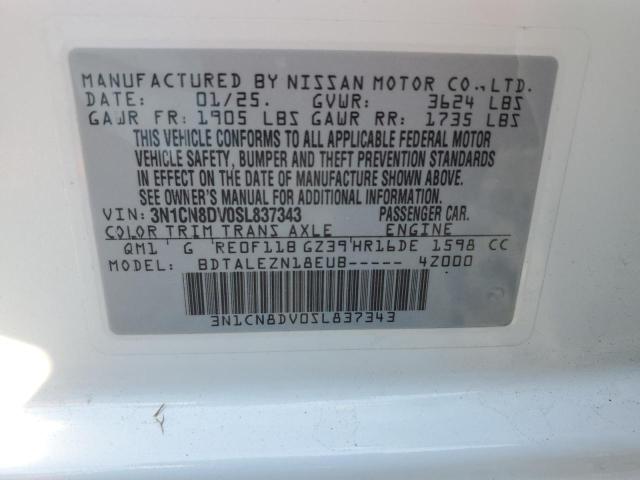 MANUFACTURED BY NISSAN MOTOR CO., LTD.
DATE: 01/25. GVWR: 3624 LBS
GAWR FR: 1905 LBS GAWR RR: 1735 LBS
THIS VEHICLE CONFORMS TO ALL APPLICABLE FEDERAL MOTOR
VEHICLE SAFETY, BUMPER AND THEFT PREVENTION STANDARDS
IN EFFECT ON THE DATE OF MANUFACTURE SHOWN ABOVE.
SEE OWNER'S MANUAL FOR ADDITIONAL INFORMATION.
VIN: 3N1CN8DV0SL837343 PASSENGER CAR.
COLOR TRIM TRANS AXLE ENGINE
QM1 G RE0F11B GZ39 HR16DE 1598 CC
MODEL: BDTALEZN18EUB----- 4Z000
3N1CN8DV0SL837343